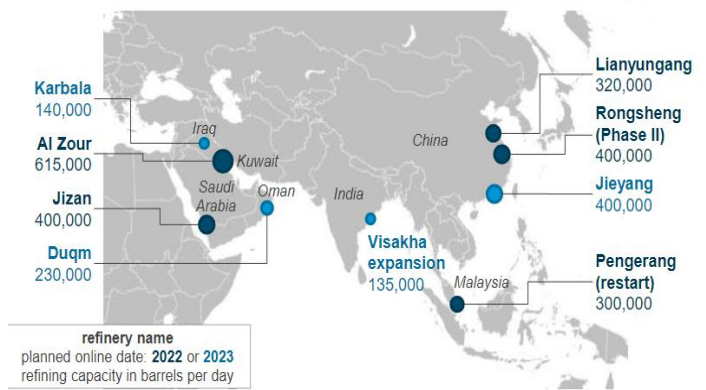 Karbala
140,000
Al Zour
615,000
Jizan
400,000
Duqm
230,000
Iraq
Kuwait
Saudi
Arabia
Oman
India
Visakha
expansion
135,000
China
Malaysia
Lianyungang
320,000
Rongsheng
(Phase II)
400,000
Jieyang
400,000
Pengerang
(restart)
300,000
refinery name
planned online date: 2022 or 2023
refining capacity in barrels per day